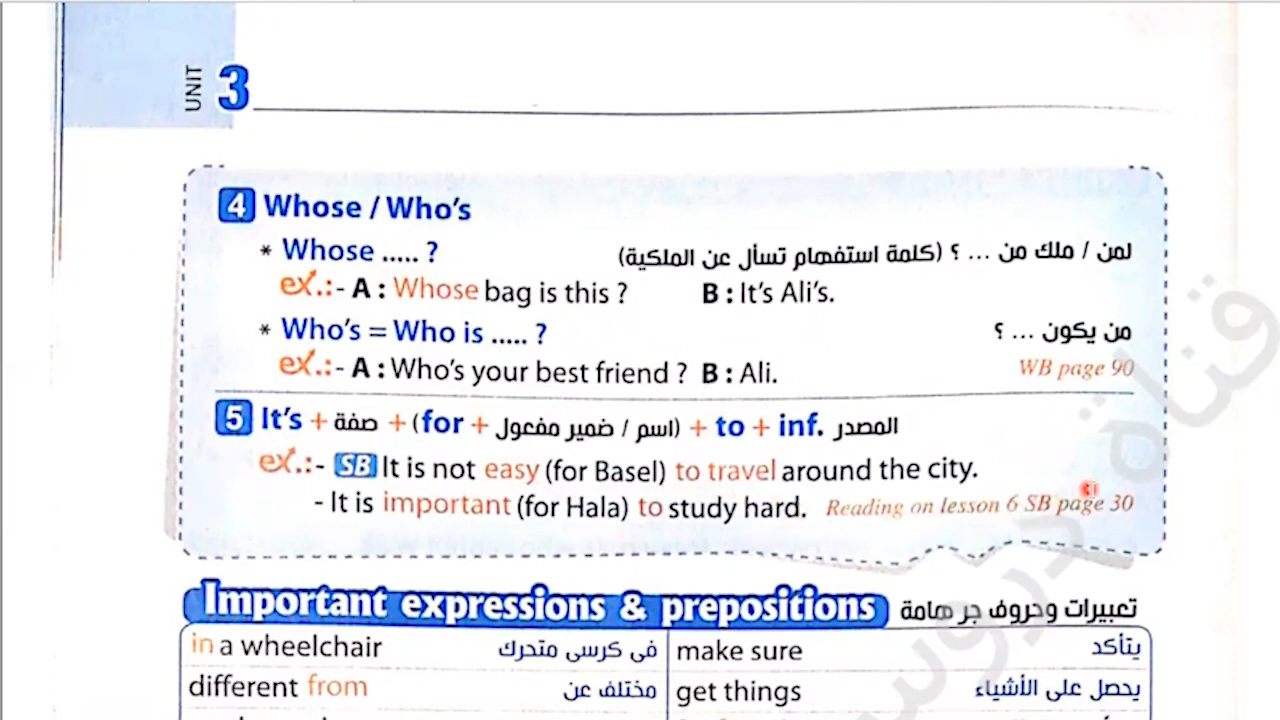 UNIT 3
4 Whose / Who's
* Whose ..... ? لمن / ملك من ... ؟ (كلمة استفهام تسأل عن الملكية)
ex.:- A : Whose bag is this ? B : It's Ali's.
* Who's = Who is ..... ? من يكون ... ؟
ex.:- A : Who's your best friend ? B : Ali. WB page 90
5 It's + صفة + (for + اسم / ضمير مفعول) + to + inf. المصدر
ex.:- SB It is not easy (for Basel) to travel around the city.
- It is important (for Hala) to study hard. Reading on lesson 6 SB page 30
Important expressions & prepositions تعبيرات وحروف جر هامة
in a wheelchair فى كرسى متحرك make sure يتأكد
different from مختلف عن get things يحصل على الأشياء
قناة دروس